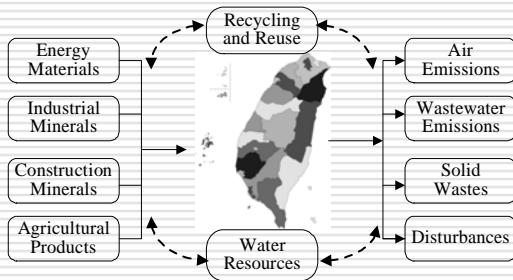 Recycling
and Reuse
Energy
Materials
Industrial
Minerals
Construction
Minerals
Agricultural
Products
Air
Emissions
Wastewater
Emissions
Solid
Wastes
Disturbances
Water
Resources